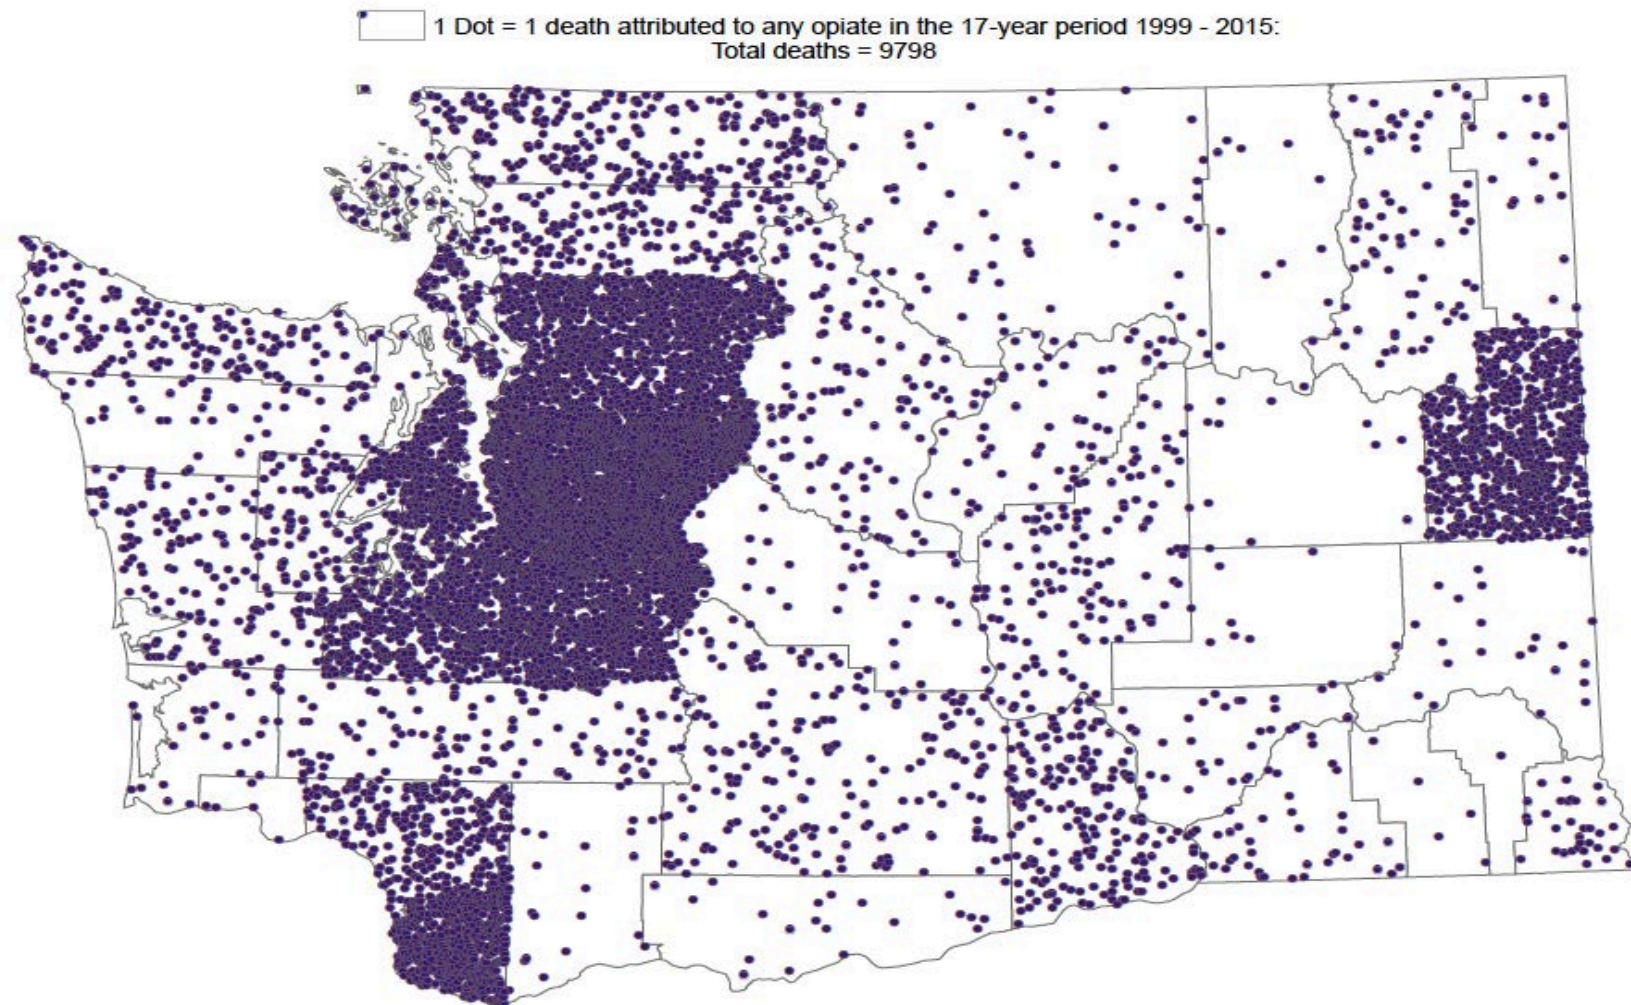 1 Dot = 1 death attributed to any opiate in the 17-year period 1999 - 2015:
Total deaths = 9798